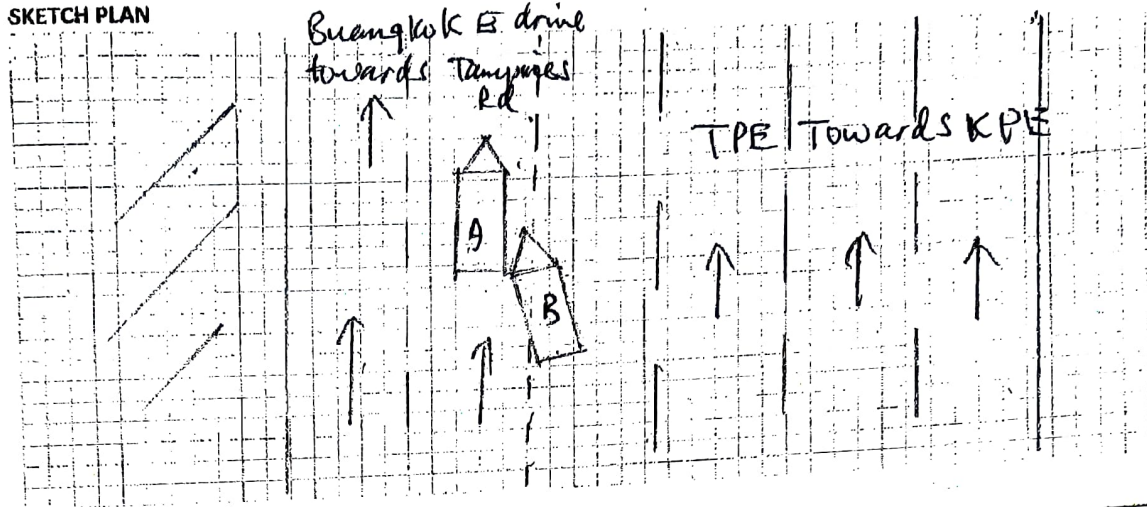 SKETCH PLAN
Buangkok E drive
towards Tampines
Rd
TPE Towards KPE
A
B